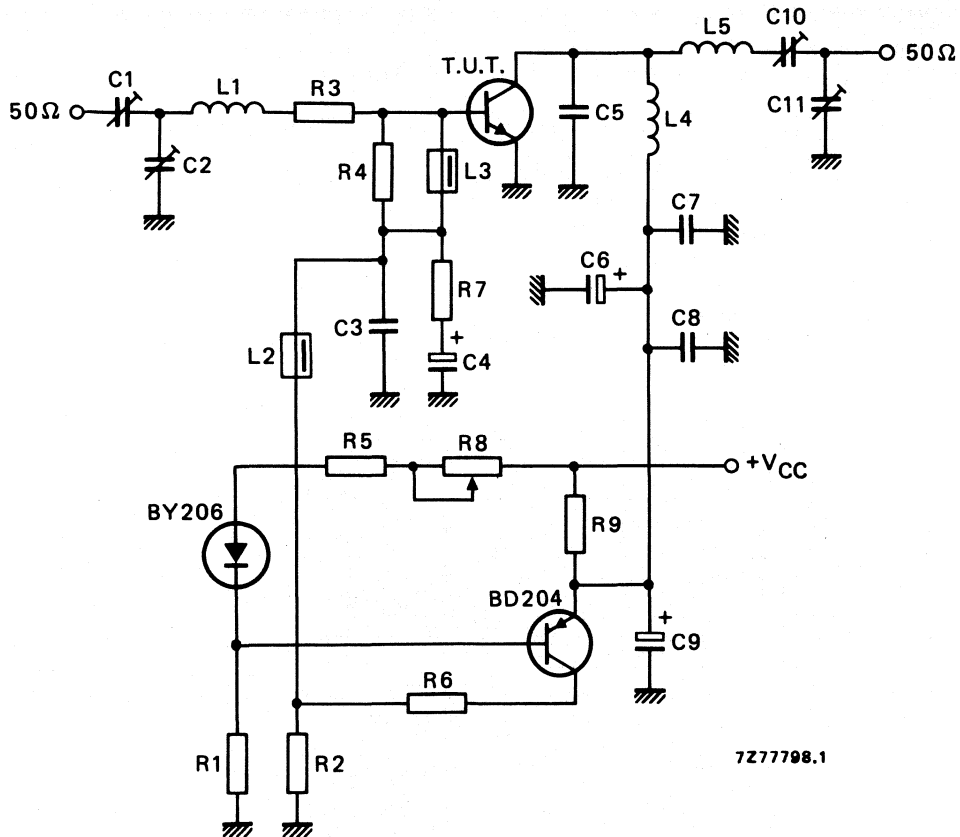 C10
L5
50Ω
T.U.T.
C1
L1
R3
50Ω
C5
L4
C11
C2
R4
L3
C7
C6
+
R7
C8
C3
+
C4
L2
R5
R8
+VCC
BY206
R9
BD204
+
C9
R6
R1
R2
7Z77798.1